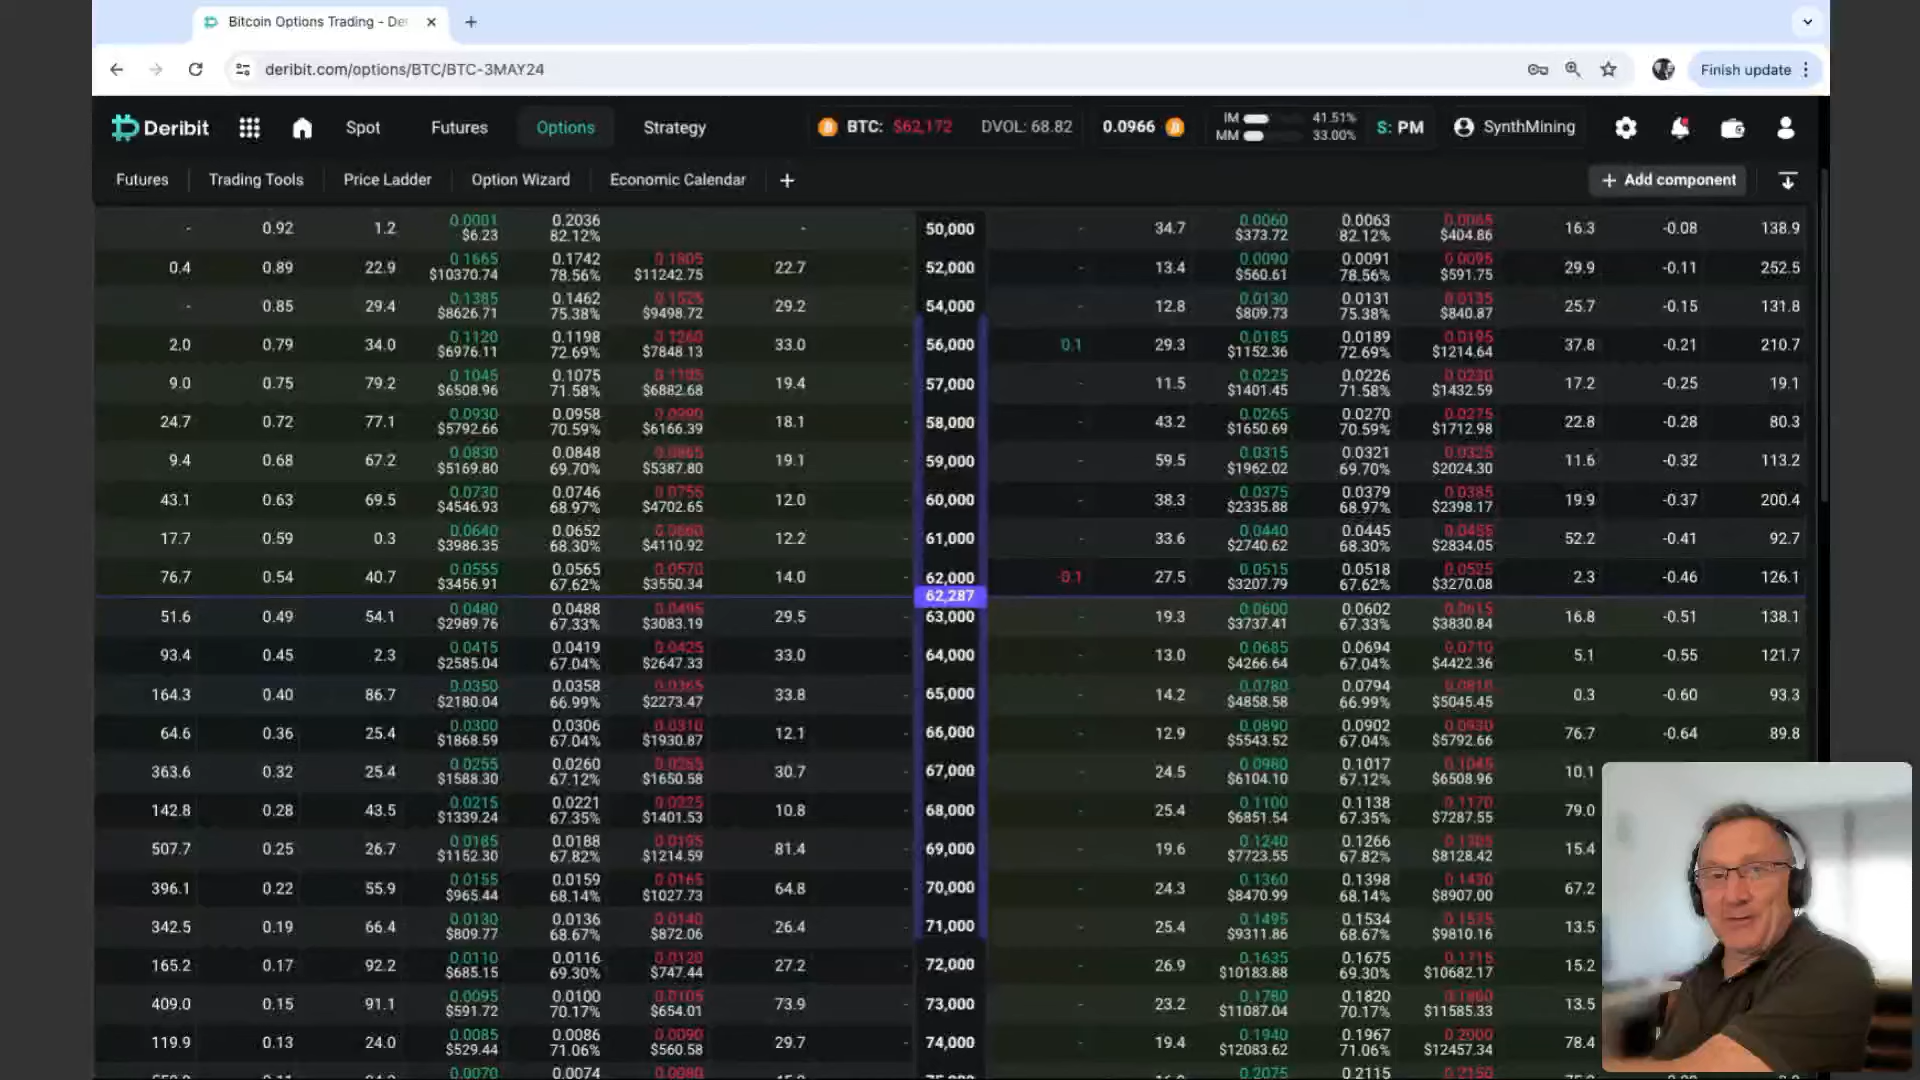 Bitcoin Options Trading - De
deribit.com/options/BTC/BTC-3MAY24
Finish update
Deribit Spot Futures Options Strategy BTC: $62,172 DVOL: 68.82 0.0966 IM 41.51% MM 33.00% S: PM SynthMining
Futures Trading Tools Price Ladder Option Wizard Economic Calendar + + Add component
- 0.92 1.2 0.0001 0.2036 - 50,000 - 34.7 0.0060 0.0063 0.0065 16.3 -0.08 138.9
$6.23 82.12% $373.72 82.12% $404.86
0.4 0.89 22.9 0.1665 0.1742 0.1805 22.7 - 52,000 - 13.4 0.0090 0.0091 0.0095 29.9 -0.11 252.5
$10370.74 78.56% $11242.75 $560.61 78.56% $591.75
- 0.85 29.4 0.1385 0.1462 0.1525 29.2 - 54,000 - 12.8 0.0130 0.0131 0.0135 25.7 -0.15 131.8
$8626.71 75.38% $9498.72 $809.73 75.38% $840.87
2.0 0.79 34.0 0.1120 0.1198 0.1260 33.0 - 56,000 0.1 29.3 0.0185 0.0189 0.0195 37.8 -0.21 210.7
$6976.11 72.69% $7848.13 $1152.36 72.69% $1214.64
9.0 0.75 79.2 0.1045 0.1075 0.1105 19.4 - 57,000 - 11.5 0.0225 0.0226 0.0230 17.2 -0.25 19.1
$6508.96 71.58% $6882.68 $1401.45 71.58% $1432.59
24.7 0.72 77.1 0.0930 0.0958 0.0990 18.1 - 58,000 - 43.2 0.0265 0.0270 0.0275 22.8 -0.28 80.3
$5792.66 70.59% $6166.39 $1650.69 70.59% $1712.98
9.4 0.68 67.2 0.0830 0.0848 0.0865 19.1 - 59,000 - 59.5 0.0315 0.0321 0.0325 11.6 -0.32 113.2
$5169.80 69.70% $5387.80 $1962.02 69.70% $2024.30
43.1 0.63 69.5 0.0730 0.0746 0.0755 12.0 - 60,000 - 38.3 0.0375 0.0379 0.0385 19.9 -0.37 200.4
$4546.93 68.97% $4702.65 $2335.88 68.97% $2398.17
17.7 0.59 0.3 0.0640 0.0652 0.0660 12.2 - 61,000 - 33.6 0.0440 0.0445 0.0455 52.2 -0.41 92.7
$3986.35 68.30% $4110.92 $2740.62 68.30% $2834.05
76.7 0.54 40.7 0.0555 0.0565 0.0570 14.0 - 62,000 -0.1 27.5 0.0515 0.0518 0.0525 2.3 -0.46 126.1
$3456.91 67.62% $3550.34 $3207.79 67.62% $3270.08
62,287
51.6 0.49 54.1 0.0480 0.0488 0.0495 29.5 - 63,000 - 19.3 0.0600 0.0602 0.0615 16.8 -0.51 138.1
$2989.76 67.33% $3083.19 $3737.41 67.33% $3830.84
93.4 0.45 2.3 0.0415 0.0419 0.0425 33.0 - 64,000 - 13.0 0.0685 0.0694 0.0710 5.1 -0.55 121.7
$2585.04 67.04% $2647.33 $4266.64 67.04% $4422.36
164.3 0.40 86.7 0.0350 0.0358 0.0365 33.8 - 65,000 - 14.2 0.0780 0.0794 0.0810 0.3 -0.60 93.3
$2180.04 66.99% $2273.47 $4858.58 66.99% $5045.45
64.6 0.36 25.4 0.0300 0.0306 0.0310 12.1 - 66,000 - 12.9 0.0890 0.0902 0.0930 76.7 -0.64 89.8
$1868.59 67.04% $1930.87 $5543.52 67.04% $5792.66
363.6 0.32 25.4 0.0255 0.0260 0.0265 30.7 - 67,000 - 24.5 0.0980 0.1017 0.1045 10.1
$1588.30 67.12% $1650.58 $6104.10 67.12% $6508.96
142.8 0.28 43.5 0.0215 0.0221 0.0225 10.8 - 68,000 - 25.4 0.1100 0.1138 0.1170 79.0
$1339.24 67.35% $1401.53 $6851.54 67.35% $7287.55
507.7 0.25 26.7 0.0185 0.0188 0.0195 81.4 - 69,000 - 19.6 0.1240 0.1266 0.1305 15.4
$1152.30 67.82% $1214.59 $7723.55 67.82% $8128.42
396.1 0.22 55.9 0.0155 0.0159 0.0165 64.8 - 70,000 - 24.3 0.1360 0.1398 0.1430 67.2
$965.44 68.14% $1027.73 $8470.99 68.14% $8907.00
342.5 0.19 66.4 0.0130 0.0136 0.0140 26.4 - 71,000 - 25.4 0.1495 0.1534 0.1575 13.5
$809.77 68.67% $872.06 $9311.86 68.67% $9810.16
165.2 0.17 92.2 0.0110 0.0116 0.0120 27.2 - 72,000 - 26.9 0.1635 0.1675 0.1715 15.2
$685.15 69.30% $747.44 $10183.88 69.30% $10682.17
409.0 0.15 91.1 0.0095 0.0100 0.0105 73.9 - 73,000 - 23.2 0.1780 0.1820 0.1860 13.5
$591.72 70.17% $654.01 $11087.04 70.17% $11585.33
119.9 0.13 24.0 0.0085 0.0086 0.0090 29.7 - 74,000 - 19.4 0.1940 0.1967 0.2000 78.4
$529.44 71.06% $560.58 $12083.62 71.06% $12457.34
0.0070 0.0074 0.0080 0.2075 0.2115 0.2150